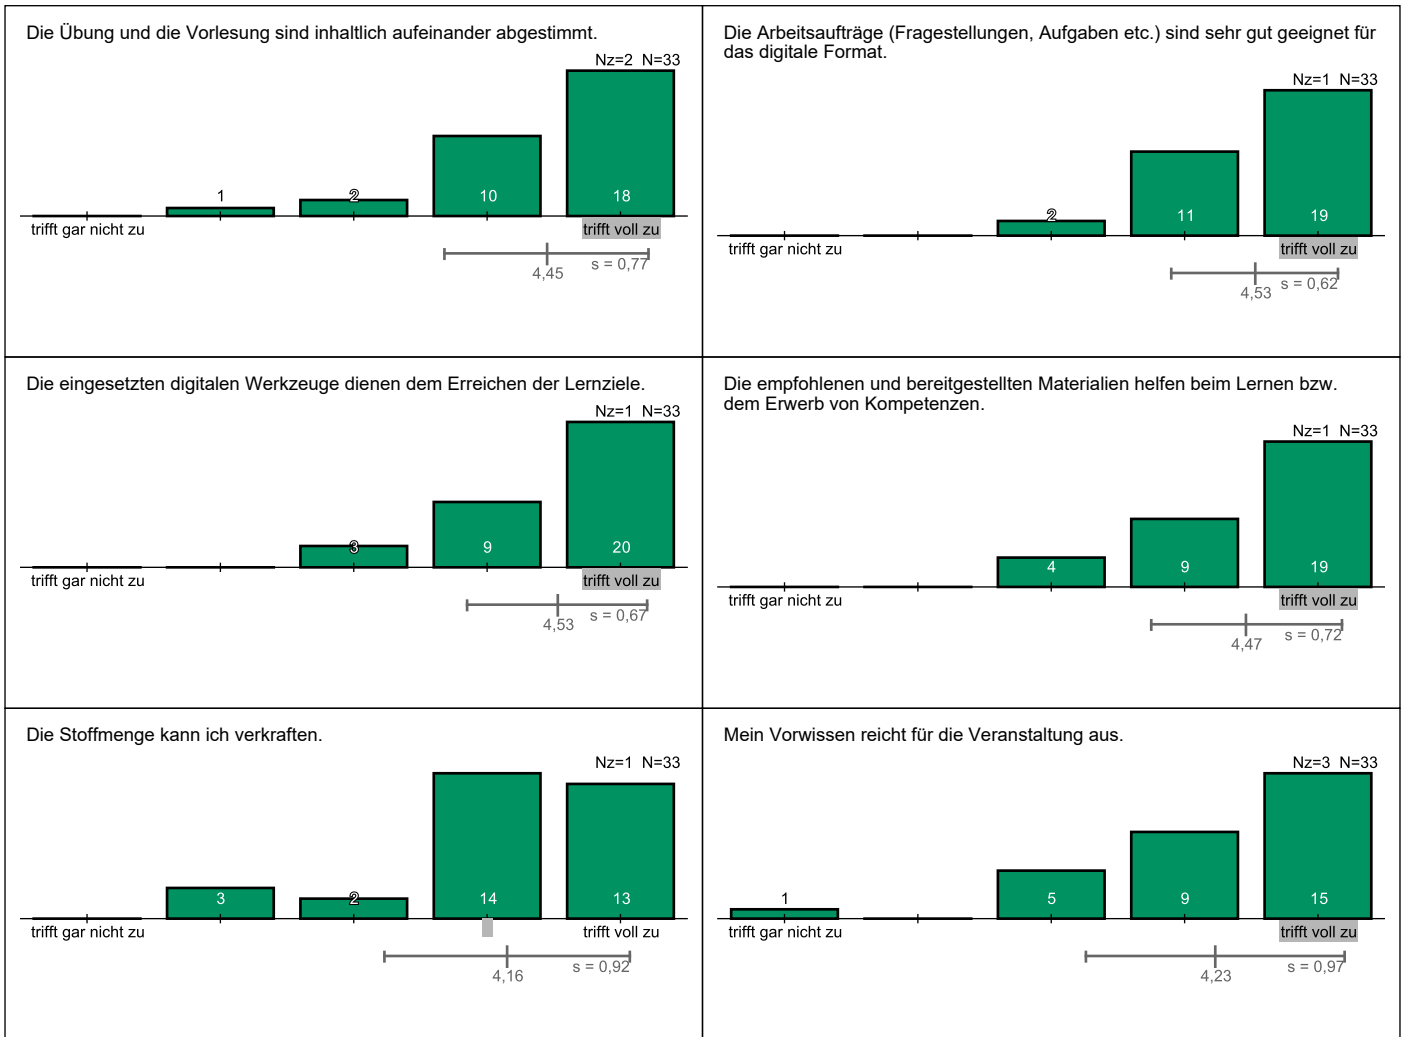 Die Übung und die Vorlesung sind inhaltlich aufeinander abgestimmt.
Nz=2 N=33
1
2
10
18
trifft gar nicht zu
trifft voll zu
4,45
s = 0,77
Die Arbeitsaufträge (Fragestellungen, Aufgaben etc.) sind sehr gut geeignet für
das digitale Format.
Nz=1 N=33
2
11
19
trifft gar nicht zu
trifft voll zu
4,53
s = 0,62
Die eingesetzten digitalen Werkzeuge dienen dem Erreichen der Lernziele.
Nz=1 N=33
3
9
20
trifft gar nicht zu
trifft voll zu
4,53
s = 0,67
Die empfohlenen und bereitgestellten Materialien helfen beim Lernen bzw.
dem Erwerb von Kompetenzen.
Nz=1 N=33
4
9
19
trifft gar nicht zu
trifft voll zu
4,47
s = 0,72
Die Stoffmenge kann ich verkraften.
Nz=1 N=33
3
2
14
13
trifft gar nicht zu
trifft voll zu
4,16
s = 0,92
Mein Vorwissen reicht für die Veranstaltung aus.
Nz=3 N=33
1
5
9
15
trifft gar nicht zu
trifft voll zu
4,23
s = 0,97